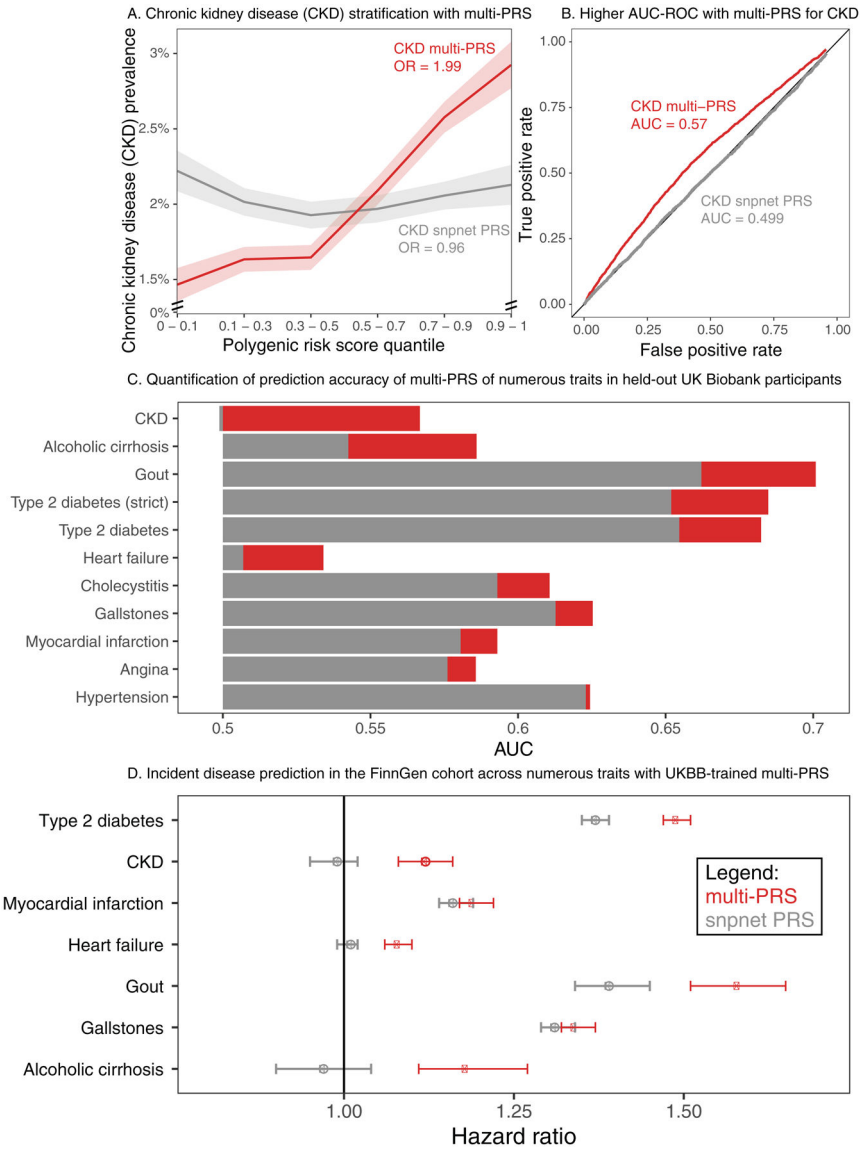 A. Chronic kidney disease (CKD) stratification with multi-PRS
Chronic kidney disease (CKD) prevalence
3%
2.5%
2%
1.5%
0%
CKD multi-PRS
OR = 1.99
CKD snpnet PRS
OR = 0.96
0 – 0.1
0.1 – 0.3
0.3 – 0.5
0.5 – 0.7
0.7 – 0.9
0.9 – 1
Polygenic risk score quantile
B. Higher AUC-ROC with multi-PRS for CKD
True positive rate
1.00
0.75
0.50
0.25
0.00
CKD multi–PRS
AUC = 0.57
CKD snpnet PRS
AUC = 0.499
0.00
0.25
0.50
0.75
1.00
False positive rate
C. Quantification of prediction accuracy of multi-PRS of numerous traits in held-out UK Biobank participants
CKD
Alcoholic cirrhosis
Gout
Type 2 diabetes (strict)
Type 2 diabetes
Heart failure
Cholecystitis
Gallstones
Myocardial infarction
Angina
Hypertension
0.5
0.55
0.6
0.65
0.7
AUC
D. Incident disease prediction in the FinnGen cohort across numerous traits with UKBB-trained multi-PRS
Type 2 diabetes
CKD
Myocardial infarction
Heart failure
Gout
Gallstones
Alcoholic cirrhosis
Legend:
multi-PRS
snpnet PRS
1.00
1.25
1.50
Hazard ratio